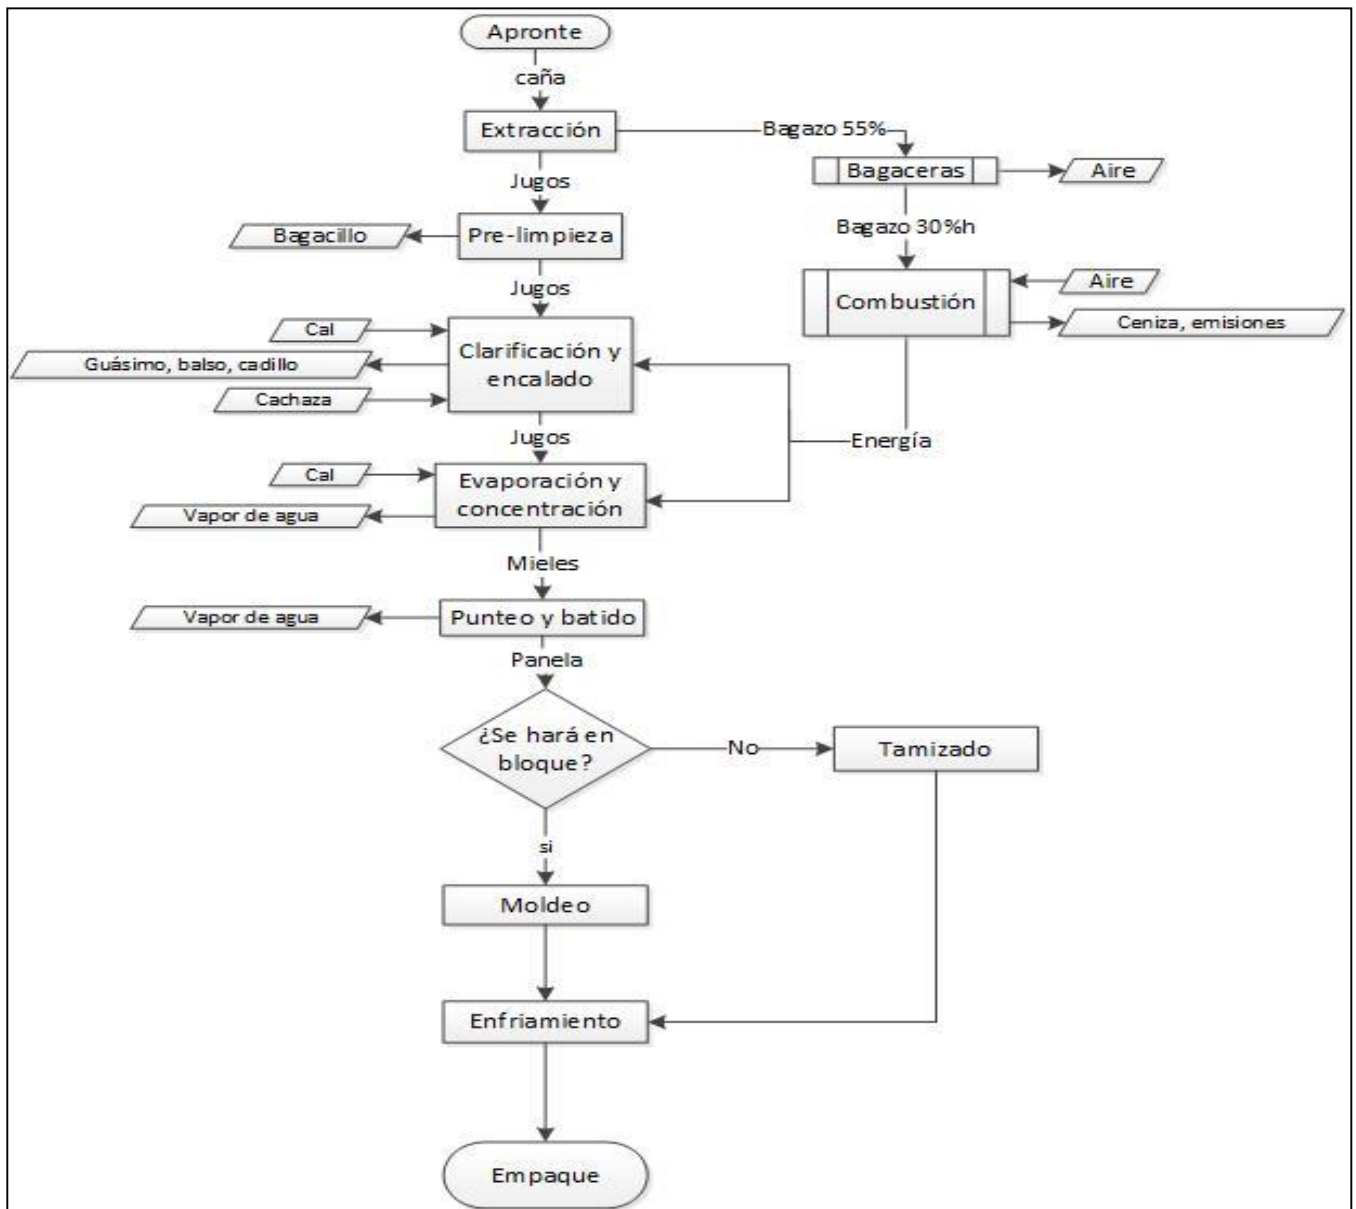 Apronte
caña
Extracción
Bagazo 55%
Bagaceras
Aire
Jugos
Bagazo 30%h
Bagacillo
Pre-limpieza
Jugos
Aire
Combustión
Ceniza, emisiones
Cal
Clarificación y
encalado
Guásimo, balso, cadillo
Cachaza
Jugos
Energía
Cal
Evaporación y
concentración
Vapor de agua
Mieles
Vapor de agua
Punteo y batido
Panela
¿Se hará en
bloque?
No
Tamizado
si
Moldeo
Enfriamiento
Empaque